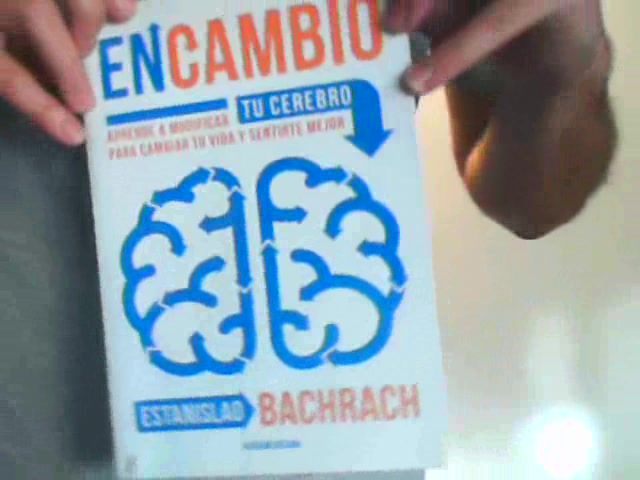 ENCAMBIO
APRENDE A MODIFICAR TU CEREBRO
PARA CAMBIAR TU VIDA Y SENTIRTE MEJOR
ESTANISLAO BACHRACH